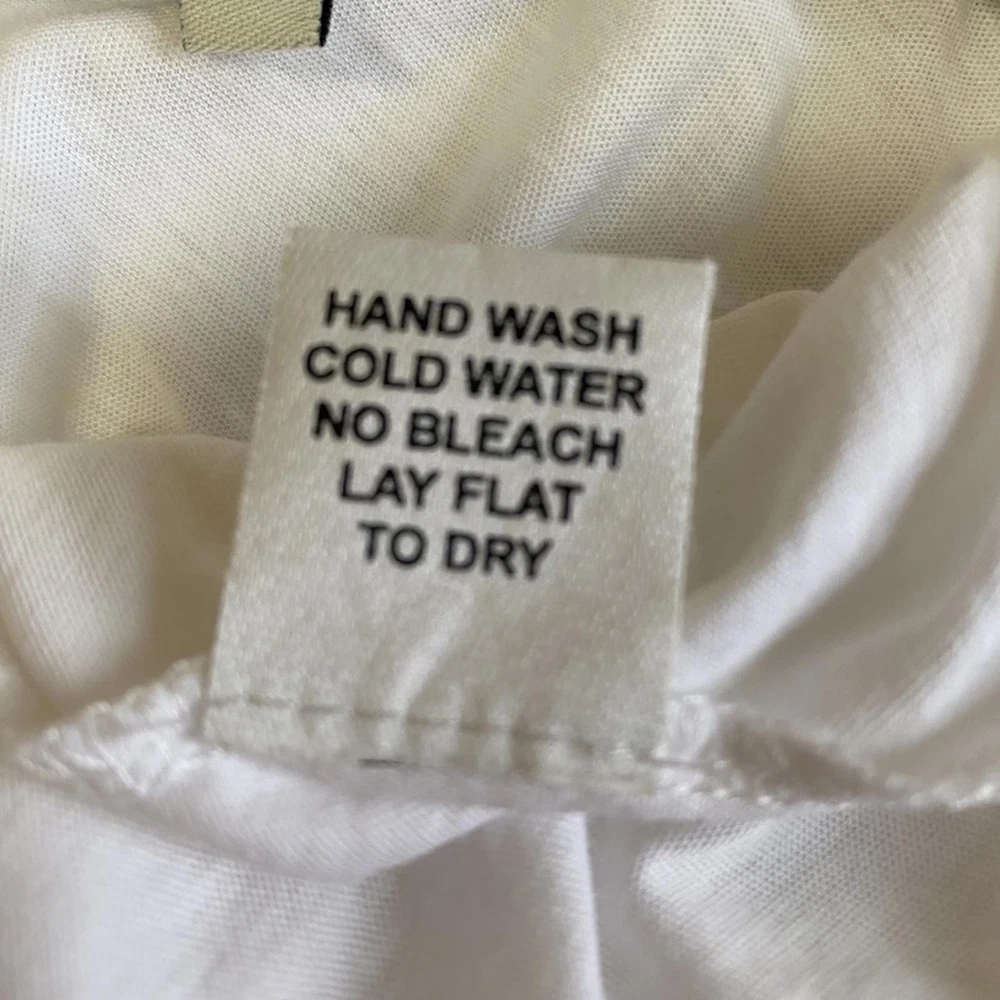 HAND WASH
COLD WATER
NO BLEACH
LAY FLAT
TO DRY